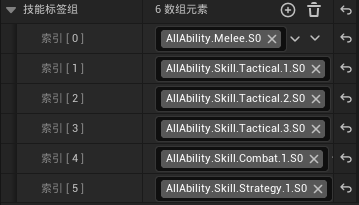 技能标签组 6 数组元素
索引 [ 0 ] AllAbility.Melee.S0
索引 [ 1 ] AllAbility.Skill.Tactical.1.S0
索引 [ 2 ] AllAbility.Skill.Tactical.2.S0
索引 [ 3 ] AllAbility.Skill.Tactical.3.S0
索引 [ 4 ] AllAbility.Skill.Combat.1.S0
索引 [ 5 ] AllAbility.Skill.Strategy.1.S0